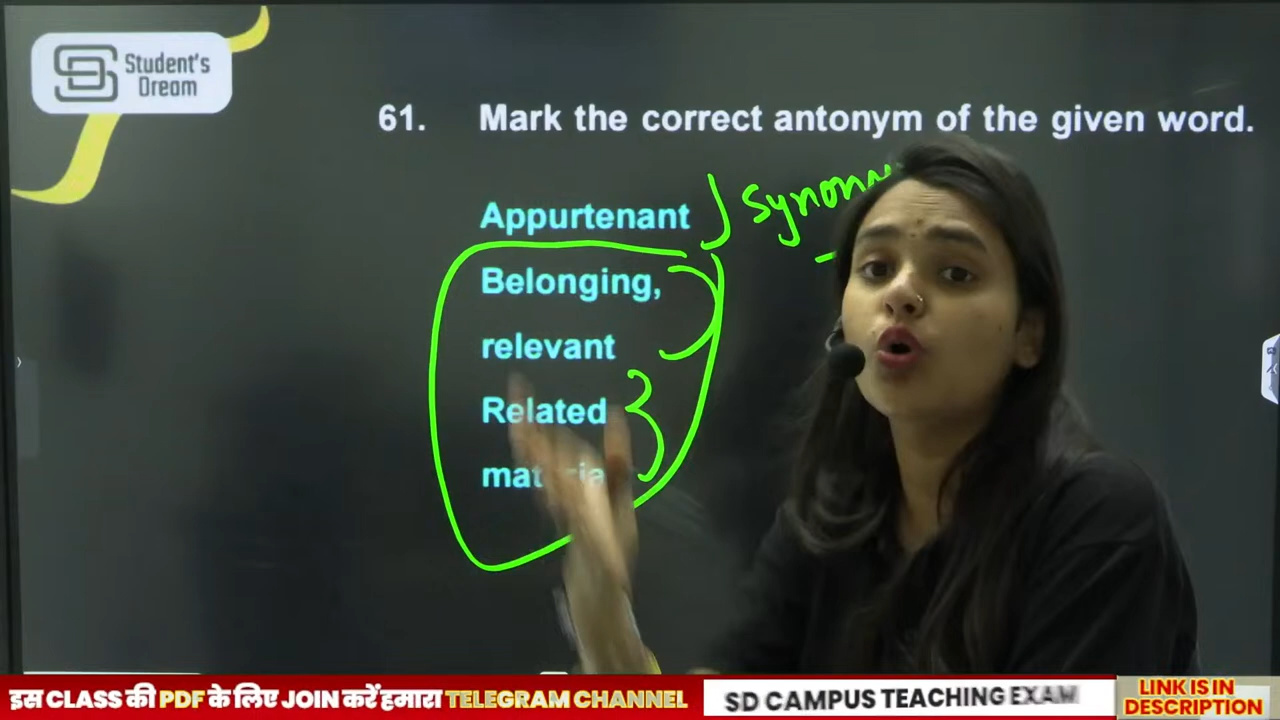 Student's
Dream
61. Mark the correct antonym of the given word.
Appurtenant
Belonging,
relevant
Related
इस CLASS की PDF के लिए JOIN करें हमारा TELEGRAM CHANNEL
SD CAMPUS TEACHING EXAM
LINK IS IN
DESCRIPTION